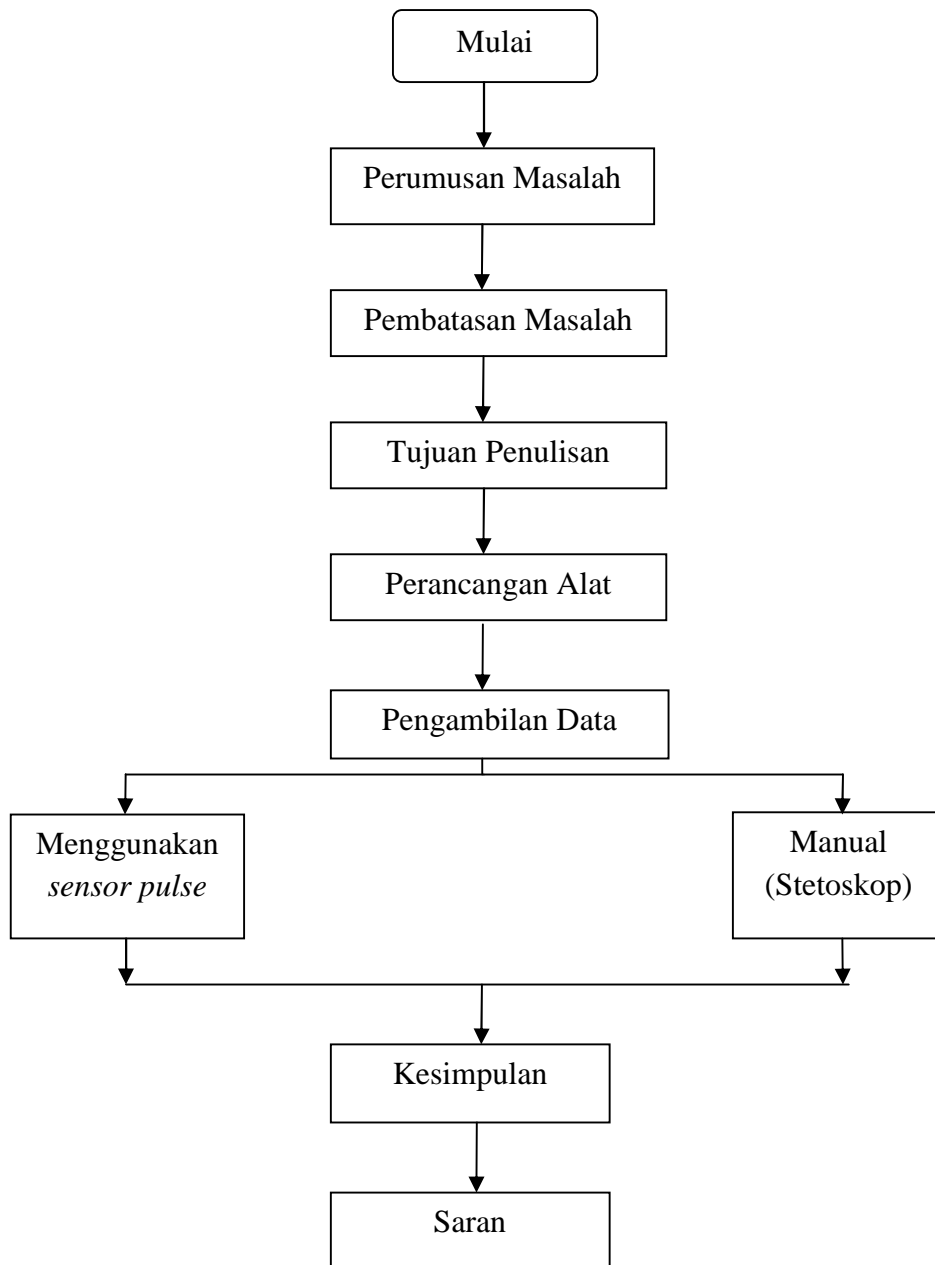 Mulai
Perumusan Masalah
Pembatasan Masalah
Tujuan Penulisan
Perancangan Alat
Pengambilan Data
Menggunakan
sensor pulse
Manual
(Stetoskop)
Kesimpulan
Saran